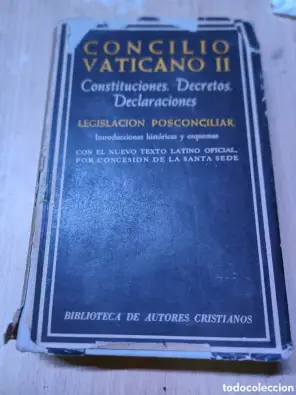 CONCILIO
VATICANO II
Constituciones. Decretos.
Declaraciones
LEGISLACION POSCONCILIAR
Introducciones históricas y esquemas
CON EL NUEVO TEXTO LATINO OFICIAL,
POR CONCESION DE LA SANTA SEDE
BIBLIOTECA DE AUTORES CRISTIANOS
todocoleccion.net